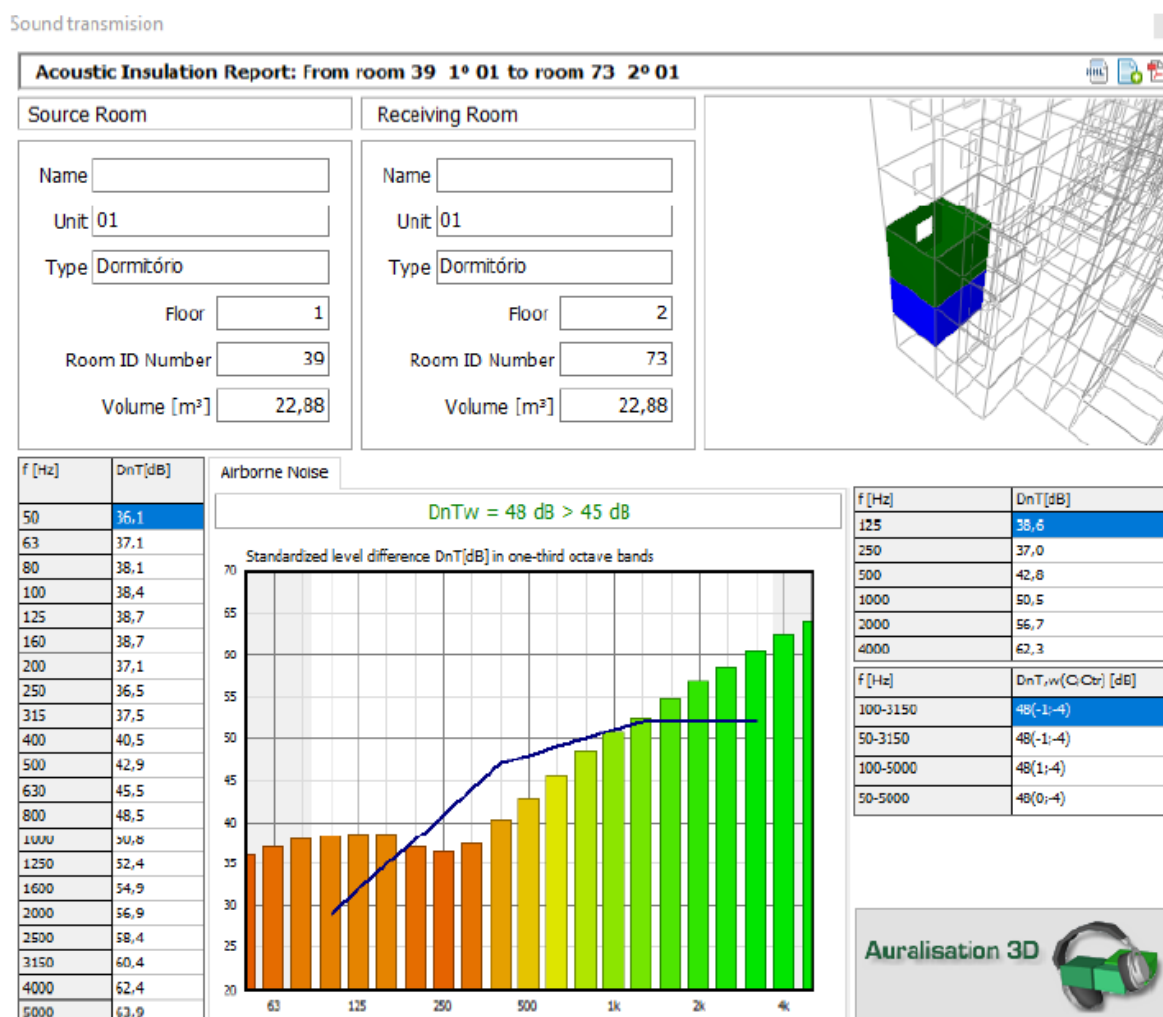 Sound transmision
Acoustic Insulation Report: From room 39 1º 01 to room 73 2º 01
Source Room
Receiving Room
Name
Name
Unit 01
Unit 01
Type Dormitório
Type Dormitório
Floor 1
Floor 2
Room ID Number 39
Room ID Number 73
Volume [m³] 22,88
Volume [m³] 22,88
f [Hz] DnT[dB]
50 36,1
63 37,1
80 38,1
100 38,4
125 38,7
160 38,7
200 37,1
250 36,5
315 37,5
400 40,5
500 42,9
630 45,5
800 48,5
1000 50,8
1250 52,4
1600 54,9
2000 56,9
2500 58,4
3150 60,4
4000 62,4
5000 63,9
Airborne Noise
DnTw = 48 dB > 45 dB
Standardized level difference DnT[dB] in one-third octave bands
70
65
60
55
50
45
40
35
30
25
20
63 125 250 500 1k 2k 4k
f [Hz] DnT[dB]
125 38,6
250 37,0
500 42,8
1000 50,5
2000 56,7
4000 62,3
f [Hz] DnT,w(C;Ctr) [dB]
100-3150 48(-1;-4)
50-3150 48(-1;-4)
100-5000 48(1;-4)
50-5000 48(0;-4)
Auralisation 3D